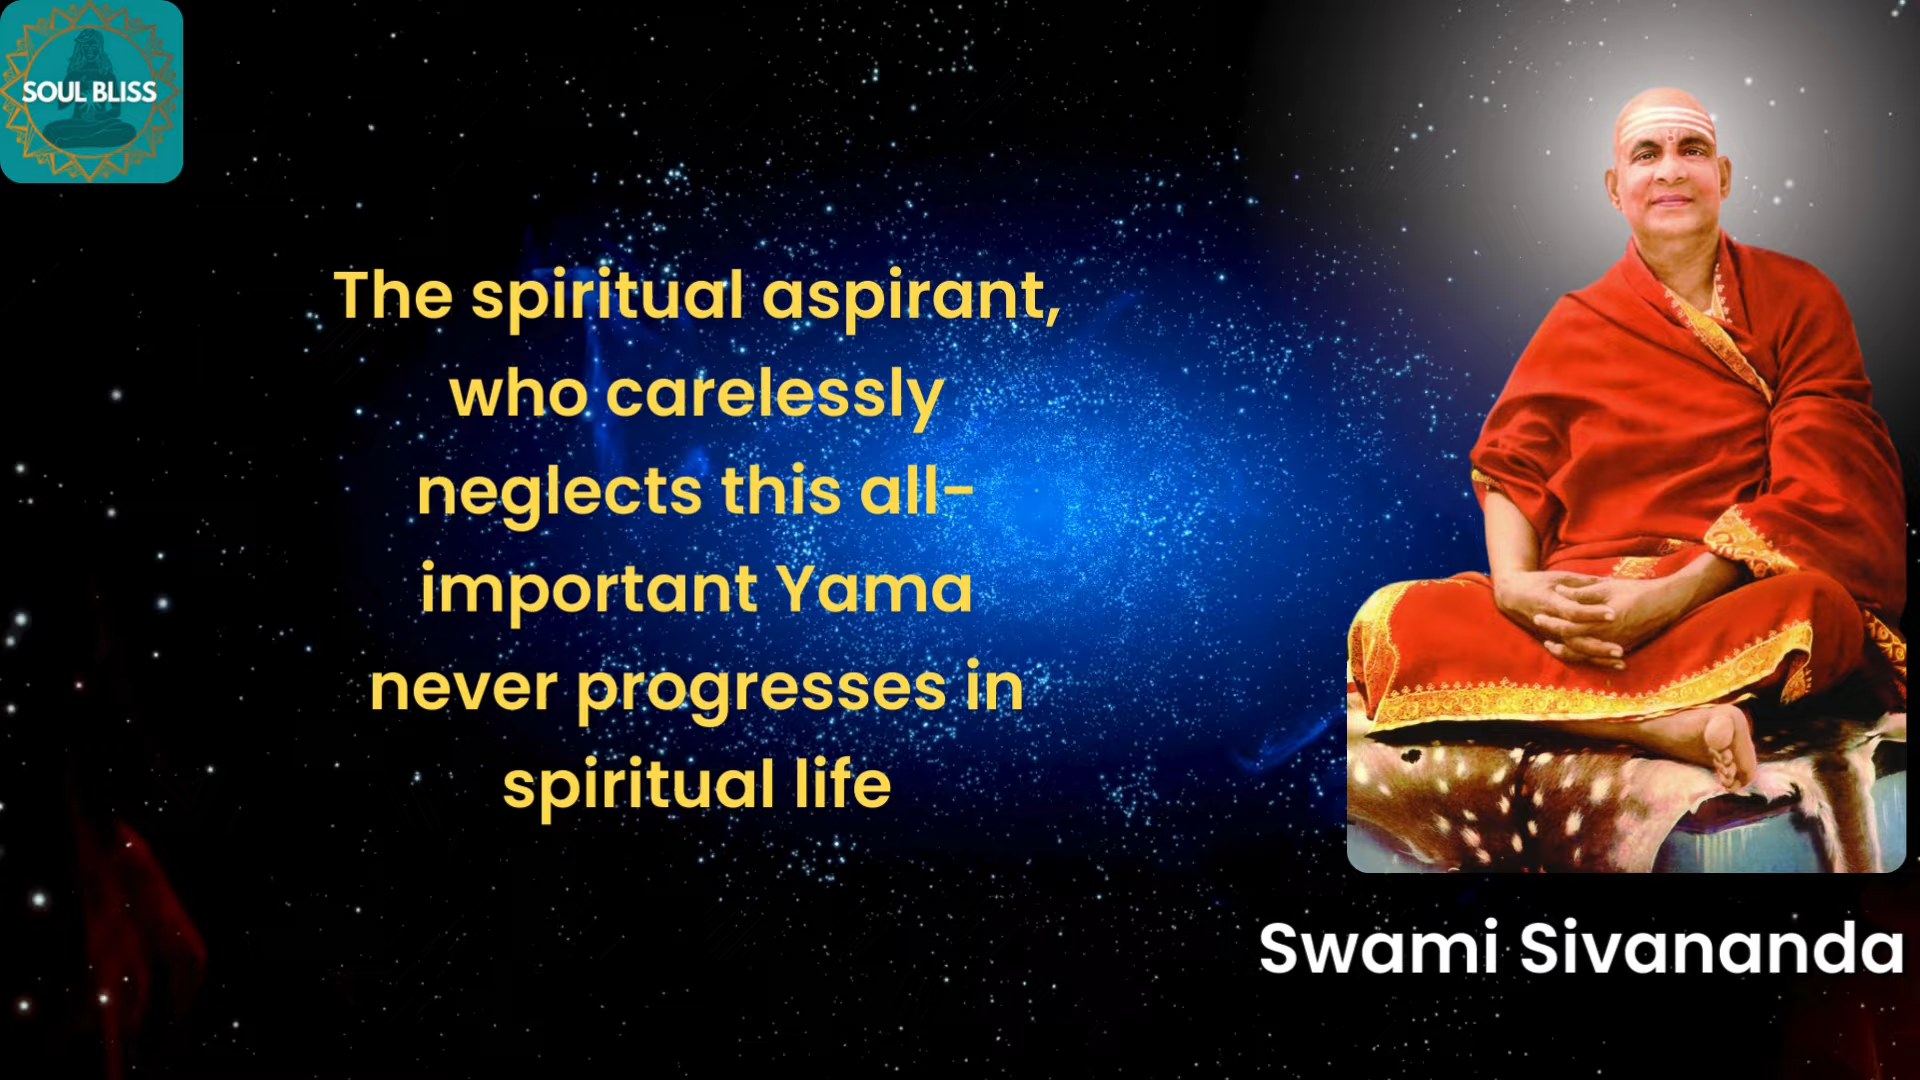 SOUL BLISS
The spiritual aspirant,
who carelessly
neglects this all-
important Yama
never progresses in
spiritual life
Swami Sivananda